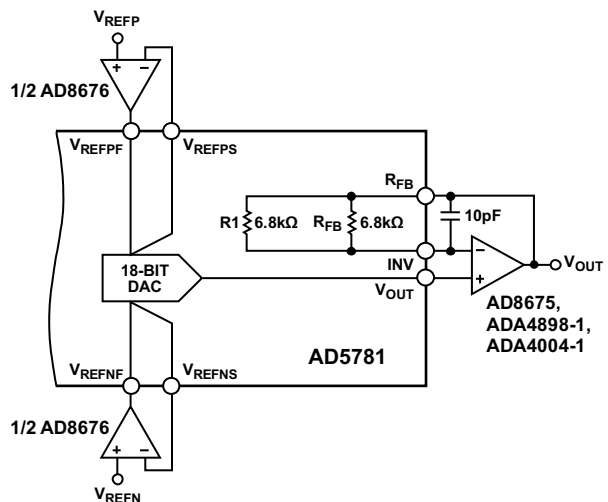 VREFP
+ −
1/2 AD8676
VREFPF
VREFPS
RFB
R1 6.8kΩ
RFB 6.8kΩ
10pF
INV
−
+
VOUT
18-BIT
DAC
VOUT
AD8675,
ADA4898-1,
ADA4004-1
AD5781
VREFNF
VREFNS
1/2 AD8676
+ −
VREFN